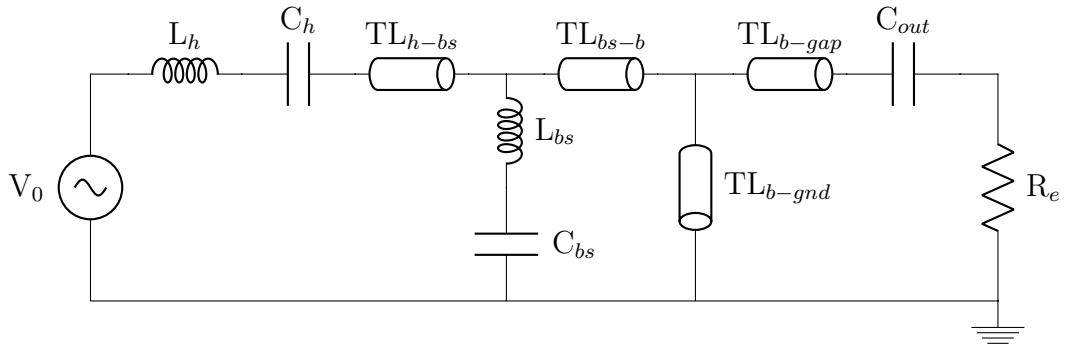 L_h
C_h
TL_{h−bs}
TL_{bs−b}
TL_{b−gap}
C_{out}
V_0
L_{bs}
C_{bs}
TL_{b−gnd}
R_e